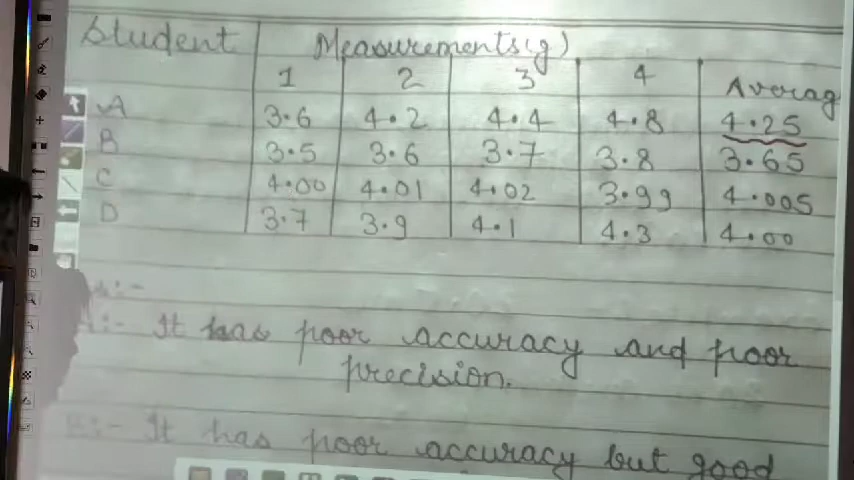 Student Measurements(g)
1 2 3 4 Averag
A 3.6 4.2 4.4 4.8 4.25
B 3.5 3.6 3.7 3.8 3.65
C 4.00 4.01 4.02 3.99 4.005
D 3.7 3.9 4.1 4.3 4.00
:- It has poor accuracy and poor
precision.
B:- It has poor accuracy but good